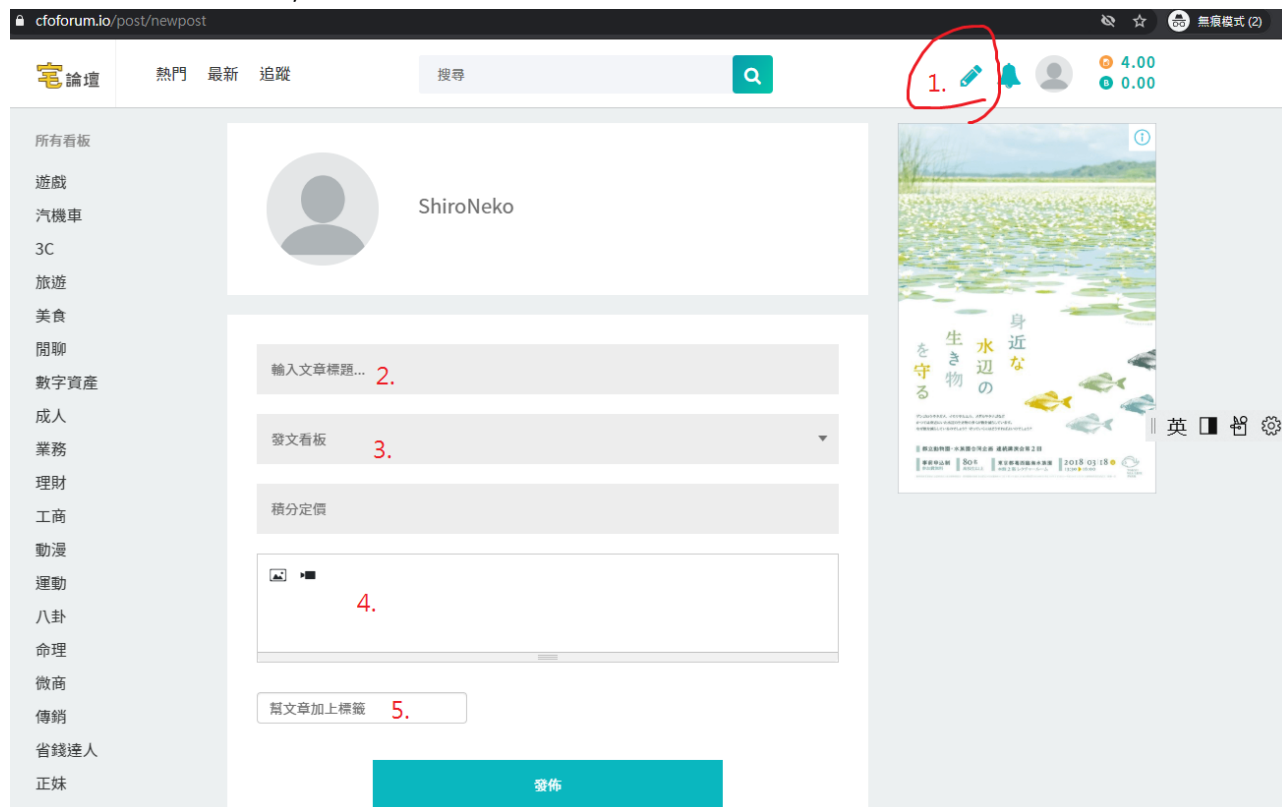 cfoforum.io/post/newpost
無痕模式 (2)
宅論壇 熱門 最新 追蹤 搜尋 1. 4.00
B 0.00
所有看板
遊戲
汽機車
3C
旅遊
美食
閒聊
數字資產
成人
業務
理財
工商
動漫
運動
八卦
命理
微商
傳銷
省錢達人
正妹
ShiroNeko
輸入文章標題... 2.
發文看板 3.
積分定價
4.
幫文章加上標籤 5.
發佈
身近な
水辺の
生き物
を守る
2018 03 18
英